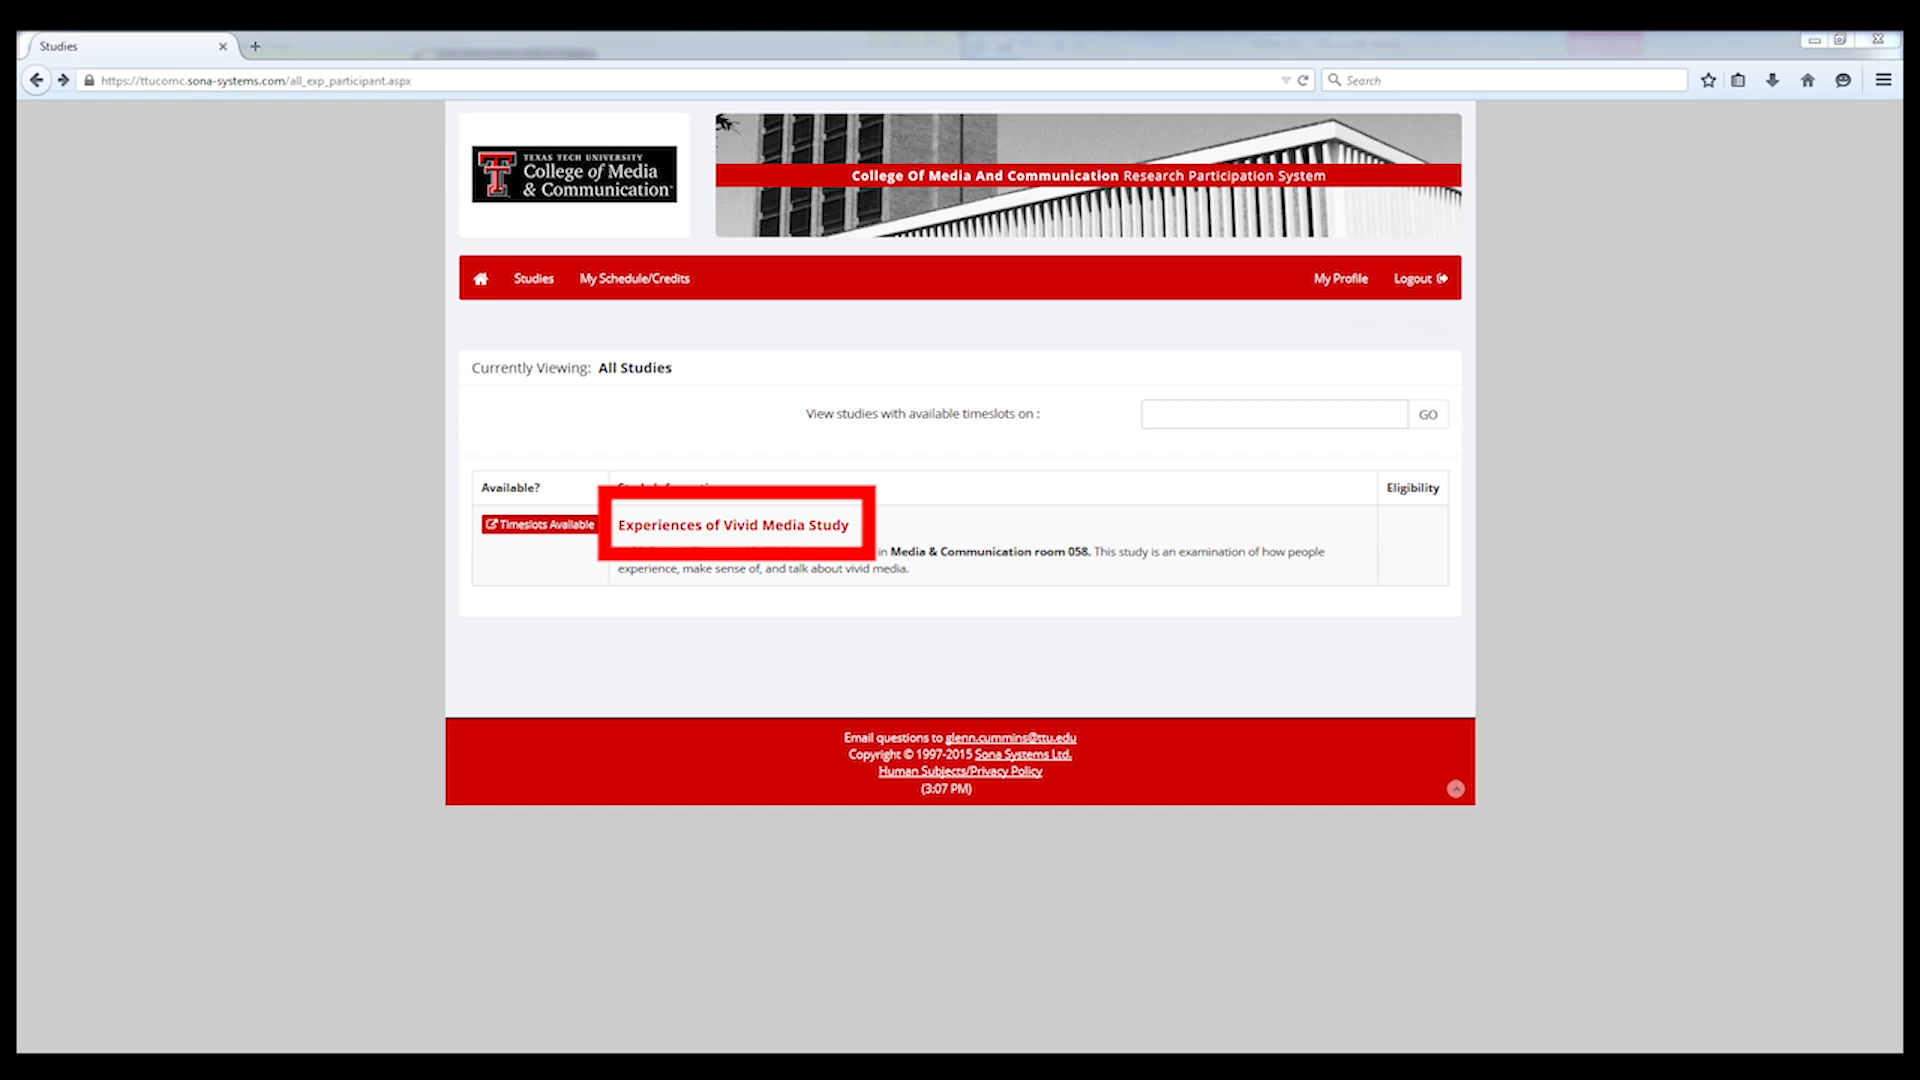 Studies
https://ttucomc.sona-systems.com/all_exp_participant.aspx
Search
TEXAS TECH UNIVERSITY
College of Media
& Communication
College Of Media And Communication Research Participation System
Studies
My Schedule/Credits
My Profile
Logout
Currently Viewing: All Studies
View studies with available timeslots on :
GO
Available?
Eligibility
Timeslots Available
Experiences of Vivid Media Study
in Media & Communication room 058. This study is an examination of how people
experience, make sense of, and talk about vivid media.
Email questions to glenn.cummins@ttu.edu
Copyright © 1997-2015 Sona Systems Ltd.
Human Subjects/Privacy Policy
(3:07 PM)